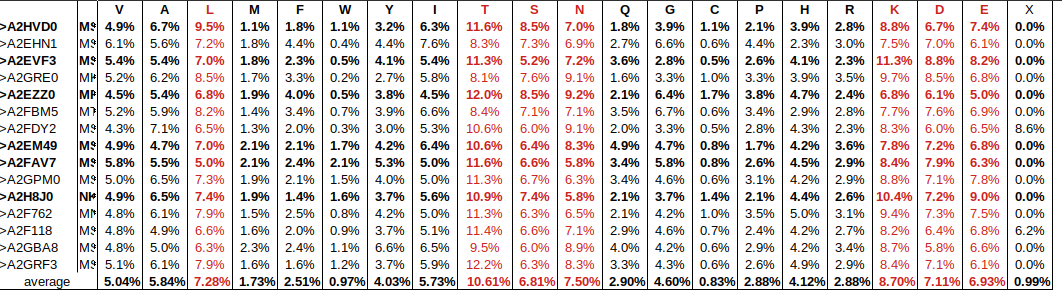 V A L M F W Y I T S N Q G C P H R K D E X
>A2HVD0 4.9% 6.7% 9.5% 1.1% 1.8% 1.1% 3.2% 6.3% 11.6% 8.5% 7.0% 1.8% 3.9% 1.1% 2.1% 3.9% 2.8% 8.8% 6.7% 7.4% 0.0%
>A2EHN1 6.1% 5.6% 7.2% 1.8% 4.4% 0.4% 4.4% 7.6% 8.3% 7.3% 6.9% 2.7% 6.6% 0.6% 4.4% 2.3% 3.0% 7.5% 7.0% 6.1% 0.0%
>A2EVF3 5.4% 5.4% 7.0% 1.8% 2.3% 0.5% 4.1% 5.4% 11.3% 5.2% 7.2% 3.6% 2.8% 0.5% 3.6% 4.1% 2.3% 11.3% 8.8% 8.2% 0.0%
>A2GRE0 5.2% 6.2% 8.5% 1.7% 3.3% 0.2% 2.7% 5.8% 8.1% 7.6% 9.1% 1.6% 3.3% 1.0% 3.3% 3.9% 3.5% 9.7% 8.5% 6.8% 0.0%
>A2EZZ0 4.5% 5.4% 6.8% 1.9% 4.0% 0.5% 3.8% 4.5% 12.0% 8.5% 9.2% 2.1% 6.4% 1.7% 3.8% 4.7% 2.4% 6.8% 6.1% 5.0% 0.0%
>A2FBM5 5.2% 5.9% 8.2% 1.4% 3.4% 0.7% 3.9% 6.6% 8.4% 7.1% 7.1% 3.5% 6.7% 0.6% 3.4% 2.9% 2.8% 7.7% 7.6% 6.9% 0.0%
>A2FDY2 4.3% 7.1% 6.5% 1.3% 2.0% 0.3% 3.0% 5.3% 10.6% 6.0% 9.1% 2.0% 3.3% 0.5% 2.8% 4.3% 2.3% 8.3% 6.0% 6.5% 8.6%
>A2EM49 4.9% 4.7% 7.0% 2.1% 2.1% 1.7% 4.2% 6.4% 10.6% 6.4% 8.3% 4.9% 4.7% 0.8% 1.7% 4.2% 3.6% 7.8% 7.2% 6.8% 0.0%
>A2FAV7 5.8% 5.5% 5.0% 2.1% 2.4% 2.1% 5.3% 5.0% 11.6% 6.6% 5.8% 3.4% 5.8% 0.8% 2.6% 4.5% 2.9% 8.4% 7.9% 6.3% 0.0%
>A2GPM0 5.0% 6.5% 7.3% 1.9% 2.1% 1.5% 4.0% 5.0% 11.3% 6.7% 6.3% 3.4% 4.6% 0.6% 3.1% 4.2% 2.9% 8.8% 7.1% 7.8% 0.0%
>A2H8J0 4.9% 6.5% 7.4% 1.9% 1.4% 1.6% 3.7% 5.6% 10.9% 7.4% 5.8% 2.1% 3.7% 1.4% 2.1% 4.4% 2.6% 10.4% 7.2% 9.0% 0.0%
>A2F762 4.8% 6.1% 7.9% 1.5% 2.5% 0.8% 4.2% 5.0% 11.3% 6.3% 6.5% 2.1% 4.2% 1.0% 3.5% 5.0% 3.1% 9.4% 7.3% 7.5% 0.0%
>A2F118 4.8% 4.9% 6.6% 1.6% 2.0% 0.9% 3.7% 5.1% 11.4% 6.6% 7.1% 2.9% 4.6% 0.7% 2.4% 4.2% 2.7% 8.2% 6.4% 6.8% 6.2%
>A2GBA8 4.8% 5.0% 6.3% 2.3% 2.4% 1.1% 6.6% 6.5% 9.5% 6.0% 8.9% 4.0% 4.2% 0.6% 2.9% 4.2% 3.4% 8.7% 5.8% 6.6% 0.0%
>A2GRF3 5.1% 6.1% 7.9% 1.6% 1.6% 1.2% 3.7% 5.9% 12.2% 6.3% 8.3% 3.3% 4.3% 0.6% 2.6% 4.9% 2.9% 8.4% 7.1% 6.1% 0.0%
average 5.04% 5.84% 7.28% 1.73% 2.51% 0.97% 4.03% 5.73% 10.61% 6.81% 7.50% 2.90% 4.60% 0.83% 2.88% 4.12% 2.88% 8.70% 7.11% 6.93% 0.99%